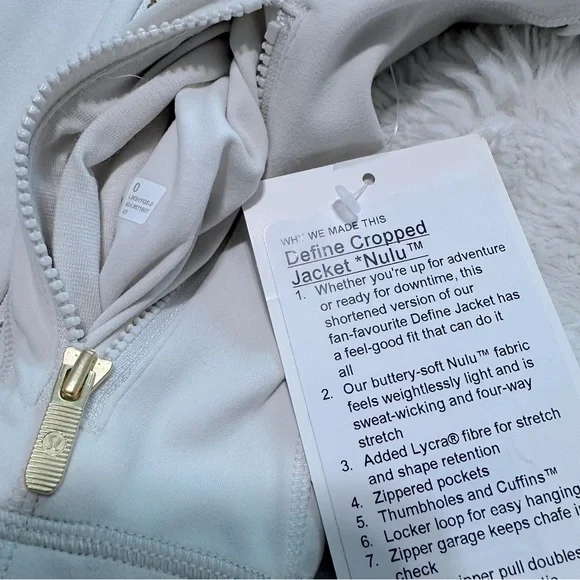 WHY WE MADE THIS
Define Cropped
Jacket *Nulu™
1. Whether you're up for adventure
or ready for downtime, this
shortened version of our
fan-favourite Define Jacket has
a feel-good fit that can do it
all
2. Our buttery-soft Nulu™ fabric
feels weightlessly light and is
sweat-wicking and four-way
stretch
3. Added Lycra® fibre for stretch
and shape retention
4. Zippered pockets
5. Thumbholes and Cuffins™
6. Locker loop for easy hanging
7. Zipper garage keeps chafe in
check
zipper pull doubles
0